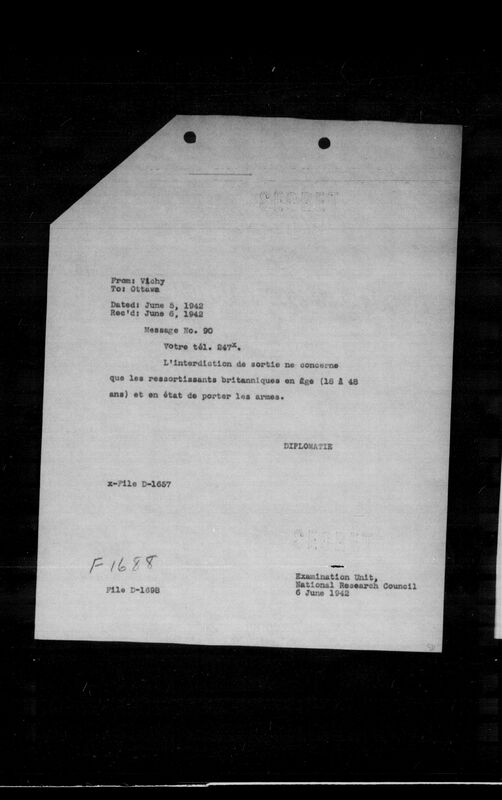 From: Vichy
To: Ottawa
Dated: June 5, 1942
Rec'd: June 6, 1942
Message No. 90
Votre tél. 247x.
L'interdiction de sortie ne concerne
que les ressortissants britanniques en âge (18 à 48
ans) et en état de porter les armes.
DIPLOMATIE
x-File D-1657
F1688
File D-1698
Examination Unit,
National Research Council
6 June 1942